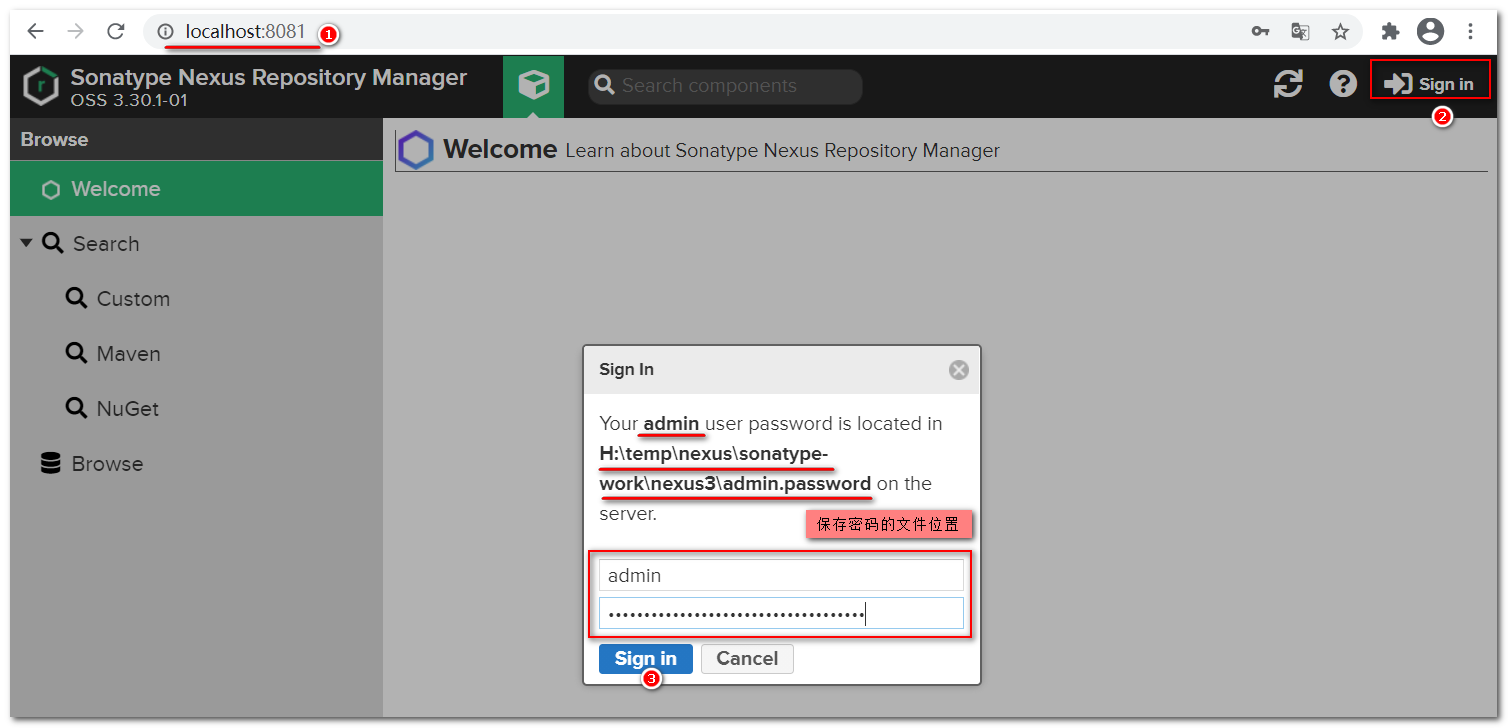 localhost:8081
1
Sonatype Nexus Repository Manager
OSS 3.30.1-01
Search components
Sign in
2
Browse
Welcome
Welcome Learn about Sonatype Nexus Repository Manager
Search
Custom
Maven
NuGet
Browse
Sign In
Your admin user password is located in
H:\temp\nexus\sonatype-
work\nexus3\admin.password on the
server.
保存密码的文件位置
admin
••••••••••••••••••••••••••••••••••••
Sign in
Cancel
3